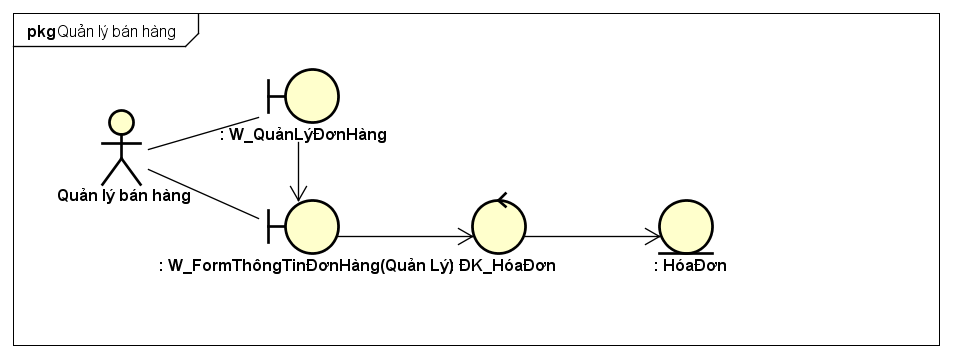 pkg Quản lý bán hàng
: W_QuảnLýĐơnHàng
Quản lý bán hàng
: W_FormThôngTinĐơnHàng(Quản Lý) ĐK_HóaĐơn
: HóaĐơn